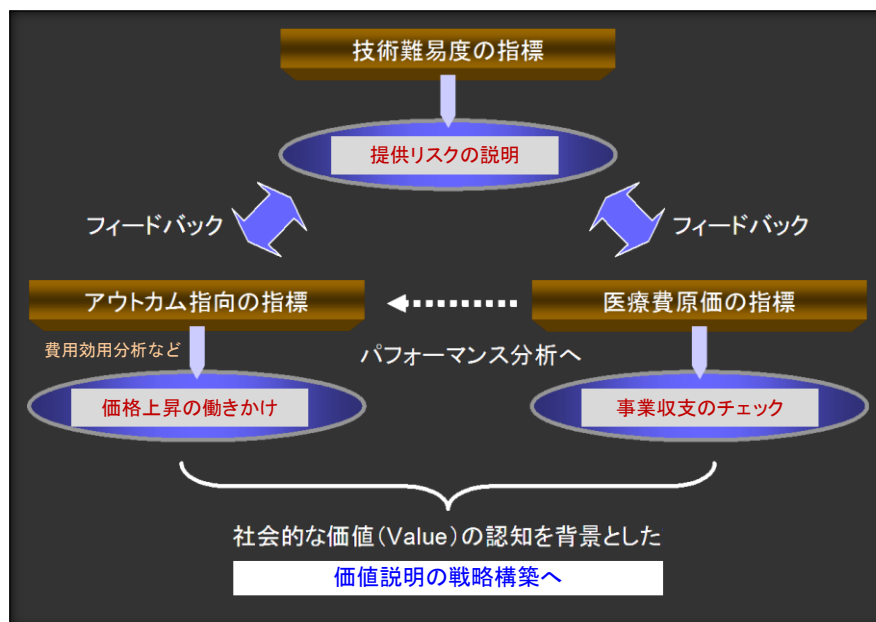 技術難易度の指標
提供リスクの説明
フィードバック
フィードバック
アウトカム指向の指標
医療費原価の指標
費用効用分析など
パフォーマンス分析へ
価格上昇の働きかけ
事業収支のチェック
社会的な価値(Value)の認知を背景とした
価値説明の戦略構築へ